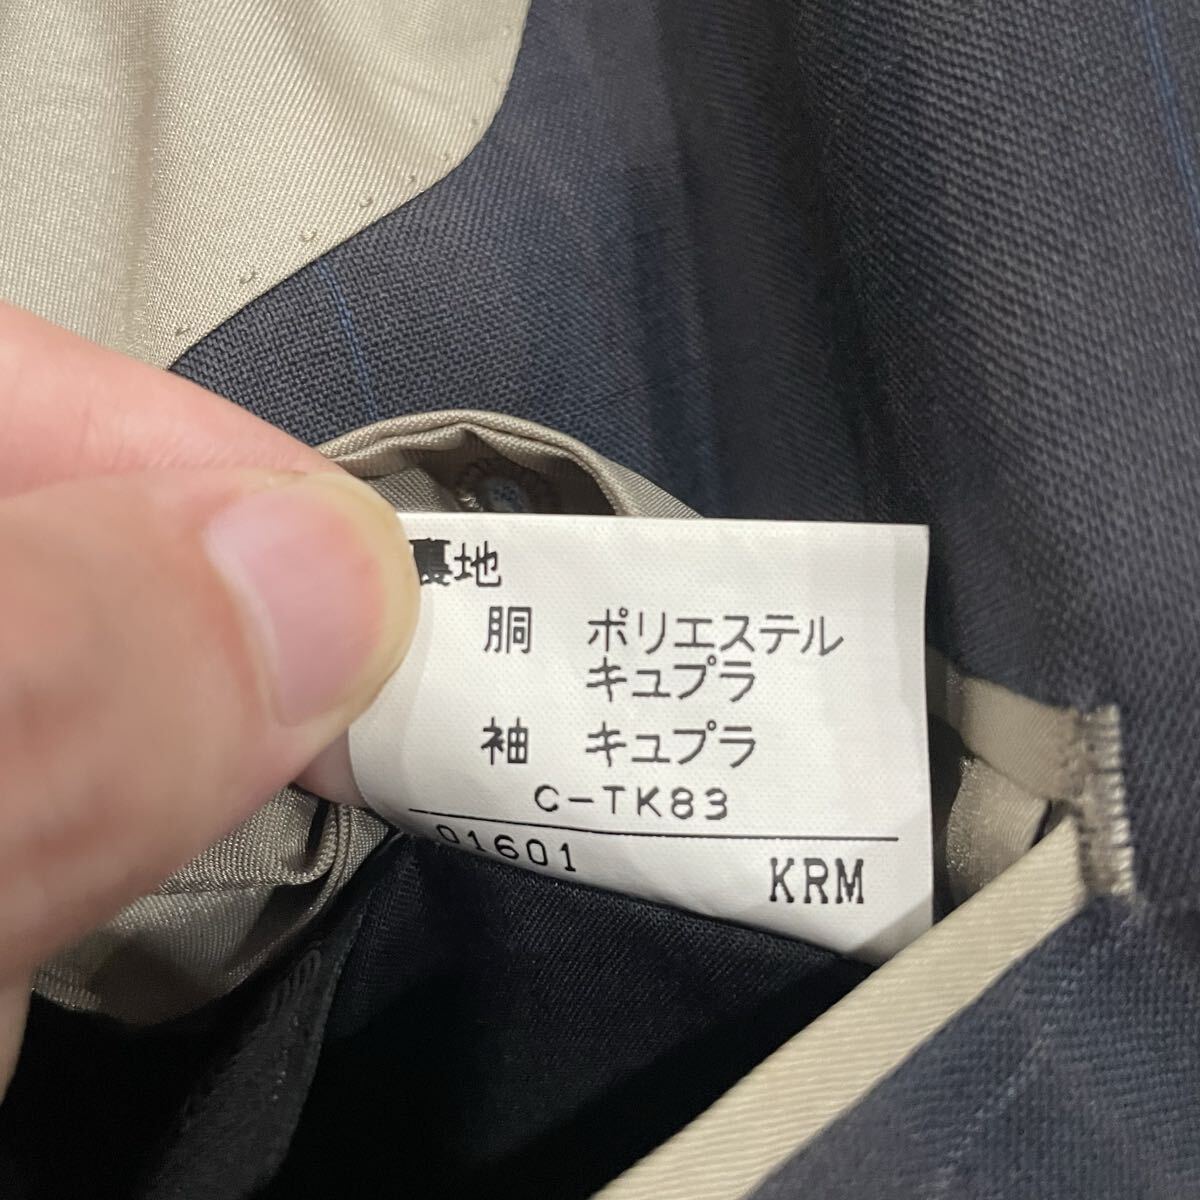 裏地
胴 ポリエステル
キュプラ
袖 キュプラ
C-TK83
01601 KRM